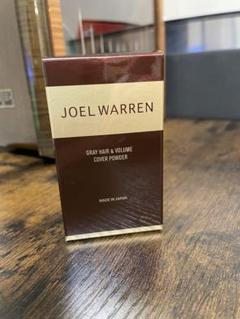 JOEL WARREN
GRAY HAIR & VOLUME
COVER POWDER
MADE IN JAPAN